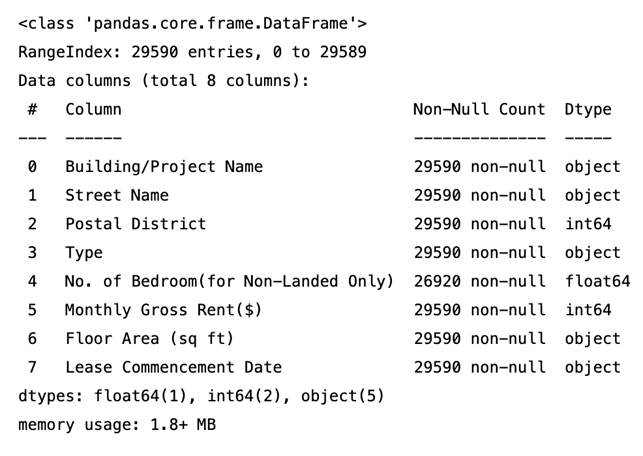 <class 'pandas.core.frame.DataFrame'>
RangeIndex: 29590 entries, 0 to 29589
Data columns (total 8 columns):
 #   Column                                Non-Null Count  Dtype
---  ------                                --------------  -----
 0   Building/Project Name                 29590 non-null  object
 1   Street Name                           29590 non-null  object
 2   Postal District                       29590 non-null  int64
 3   Type                                  29590 non-null  object
 4   No. of Bedroom(for Non-Landed Only)   26920 non-null  float64
 5   Monthly Gross Rent($)                 29590 non-null  int64
 6   Floor Area (sq ft)                    29590 non-null  object
 7   Lease Commencement Date               29590 non-null  object
dtypes: float64(1), int64(2), object(5)
memory usage: 1.8+ MB